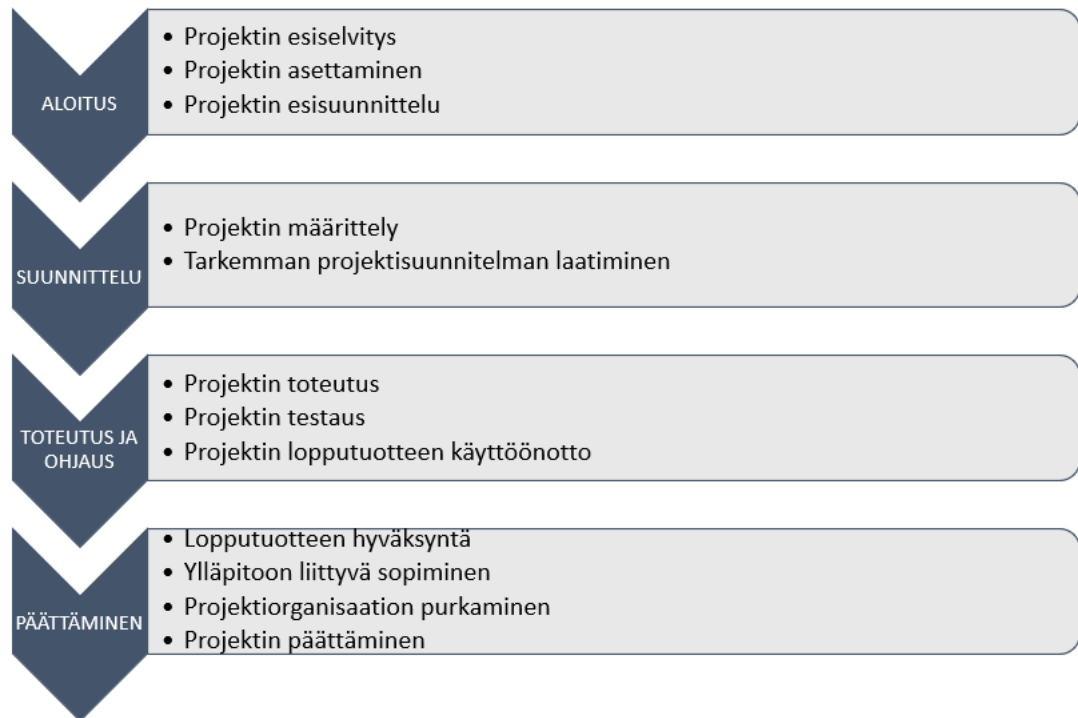 ALOITUS
• Projektin esiselvitys
• Projektin asettaminen
• Projektin esisuunnittelu
SUUNNITTELU
• Projektin määrittely
• Tarkemman projektisuunnitelman laatiminen
TOTEUTUS JA
OHJAUS
• Projektin toteutus
• Projektin testaus
• Projektin lopputuotteen käyttöönotto
PÄÄTTÄMINEN
• Lopputuotteen hyväksyntä
• Ylläpitoon liittyvä sopiminen
• Projektiorganisaation purkaminen
• Projektin päättäminen